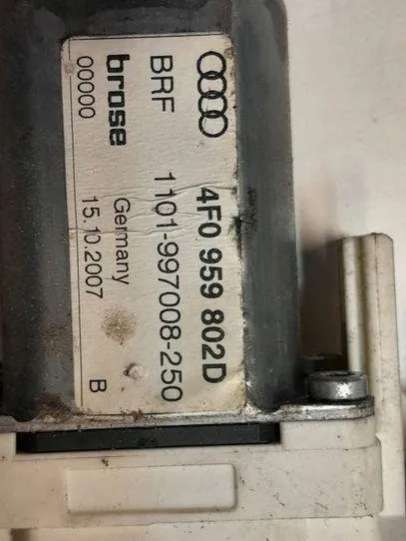 4F0 959 802D
BRF 1101-997008-250
brose Germany B
00000 15.10.2007